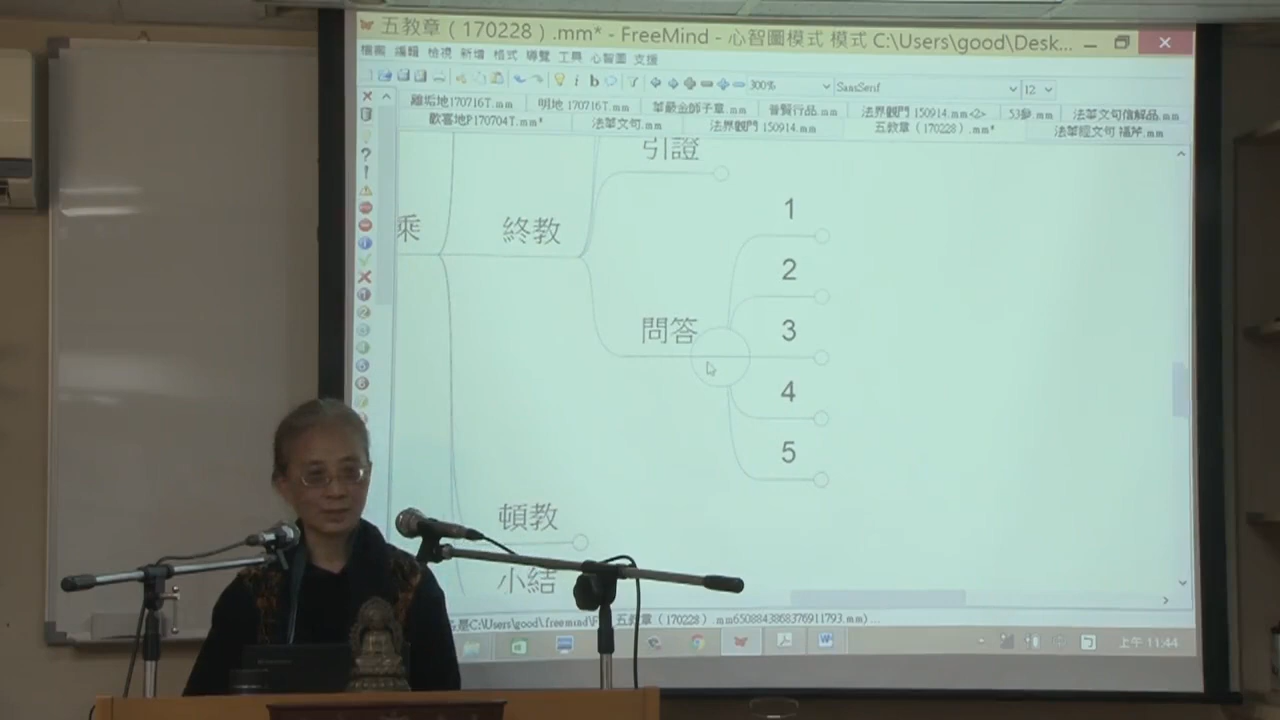 五教章（170228）.mm* - FreeMind - 心智圖模式 模式 C:\Users\good\Desk...
檔案 編輯 檢視 新增 格式 導覽 工具 心智圖 支援
300% SansSerif 12
離垢地170716T.mm 明地 170716T.mm 華嚴金師子章.mm 普賢行品.mm 法界觀門 150914.mm<2> 53參.mm 法華文句信解品.mm
歡喜地P170704T.mm* 法華文句.mm 法界觀門 150914.mm 五教章（170228）.mm* 法華經文句
引證
1
乘 終教
2
問答 3
4
5
頓教
小結
五教章（170228）
上午 11:44